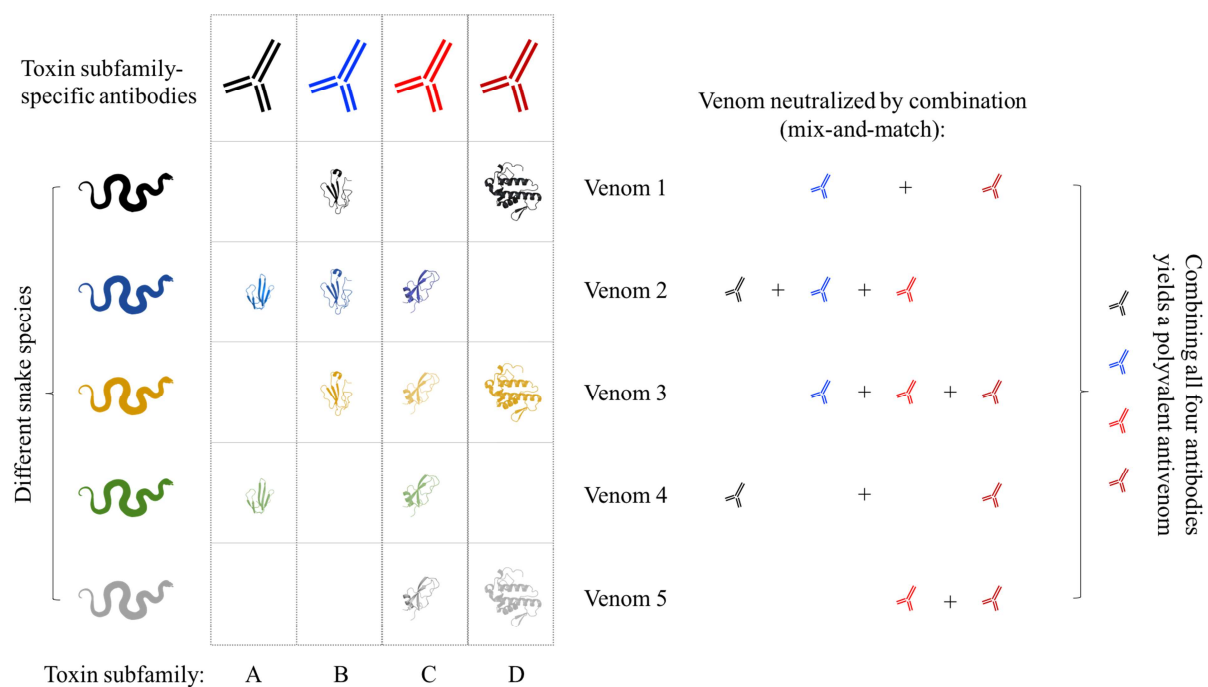 Toxin subfamily-
specific antibodies
Venom neutralized by combination
(mix-and-match):
Different snake species
Venom 1
+
Venom 2
+ +
Venom 3
+ +
Venom 4
+
Venom 5
+
Combining all four antibodies
yields a polyvalent antivenom
Toxin subfamily: A B C D